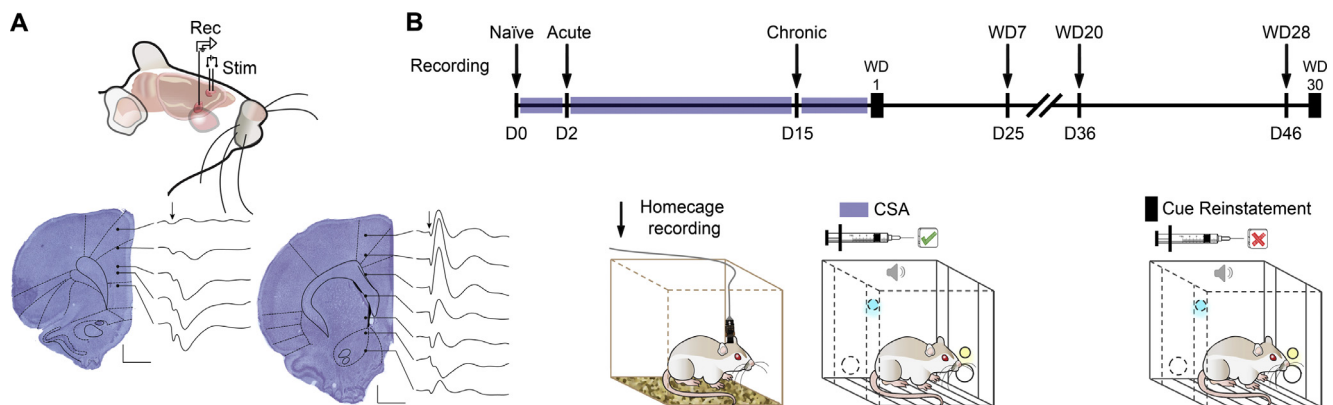 A
Rec
Stim
B
Naïve Acute Chronic WD7 WD20 WD28
Recording
WD
1
WD
30
D0 D2 D15 D25 D36 D46
Homecage
recording
CSA
Cue Reinstatement